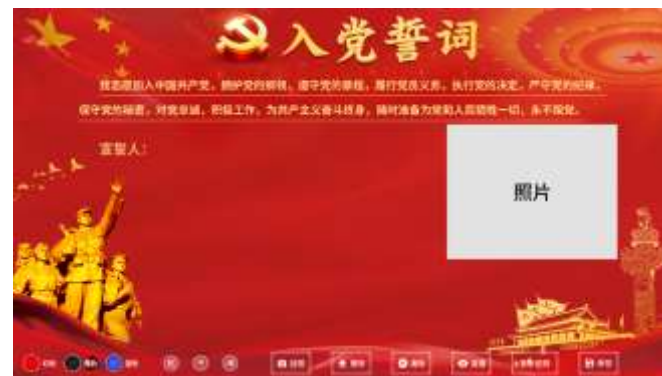 入党誓词
我志愿加入中国共产党，拥护党的纲领，遵守党的章程，履行党员义务，执行党的决定，严守党的纪律，
保守党的秘密，对党忠诚，积极工作，为共产主义奋斗终身，随时准备为党和人民牺牲一切，永不叛党。
宣誓人：
照片